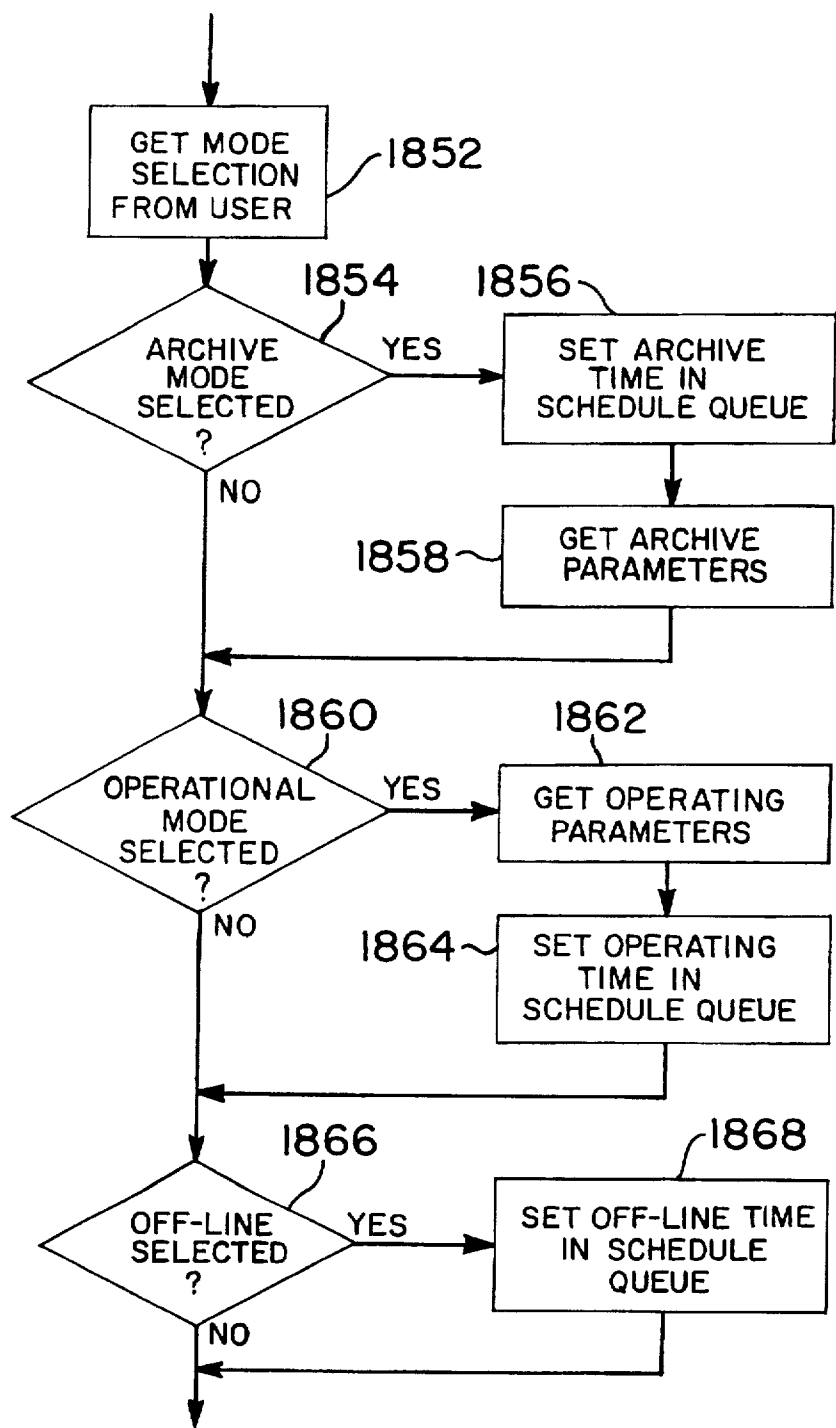 GET MODE
SELECTION
FROM USER
1852
1854
ARCHIVE
MODE
SELECTED
?
YES
NO
1856
SET ARCHIVE
TIME IN
SCHEDULE QUEUE
1858
GET ARCHIVE
PARAMETERS
1860
OPERATIONAL
MODE
SELECTED
?
YES
NO
1862
GET OPERATING
PARAMETERS
1864
SET OPERATING
TIME IN
SCHEDULE QUEUE
1866
OFF-LINE
SELECTED
?
YES
NO
1868
SET OFF-LINE TIME
IN SCHEDULE
QUEUE